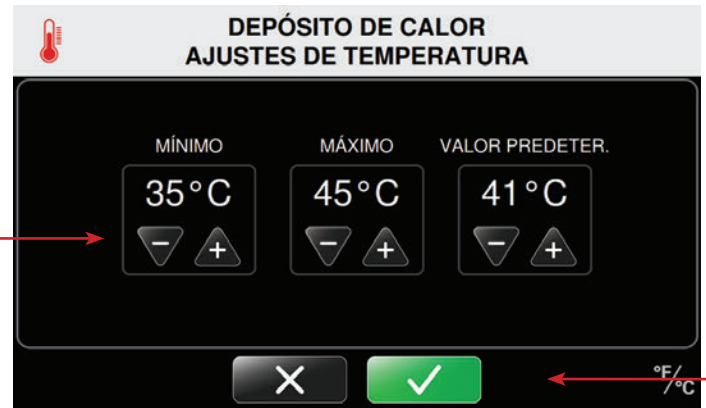 DEPÓSITO DE CALOR
AJUSTES DE TEMPERATURA
MÍNIMO MÁXIMO VALOR PREDETER.
35°C 45°C 41°C
- + - + - +
°F/°C